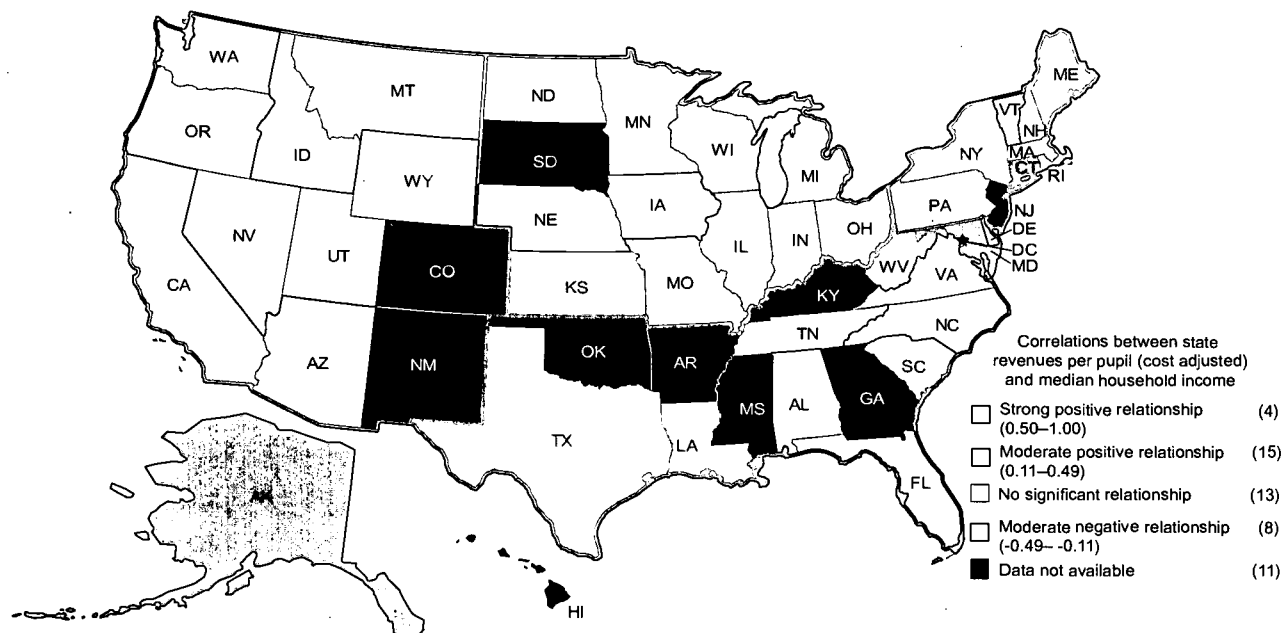 WA
MT
ND
MN
ME
VT
NH
OR
ID
SD
WI
NY
MA
CT
RI
WY
MI
IA
PA
NE
NJ
NV
OH
DE
UT
IL
IN
DC
CO
WV
MD
CA
KS
MO
VA
KY
NC
TN
AZ
NM
OK
AR
SC
MS
AL
GA
TX
LA
FL
AK
HI
Correlations between state
revenues per pupil (cost adjusted)
and median household income
Strong positive relationship (4)
(0.50–1.00)
Moderate positive relationship (15)
(0.11–0.49)
No significant relationship (13)
Moderate negative relationship (8)
(-0.49– -0.11)
Data not available (11)